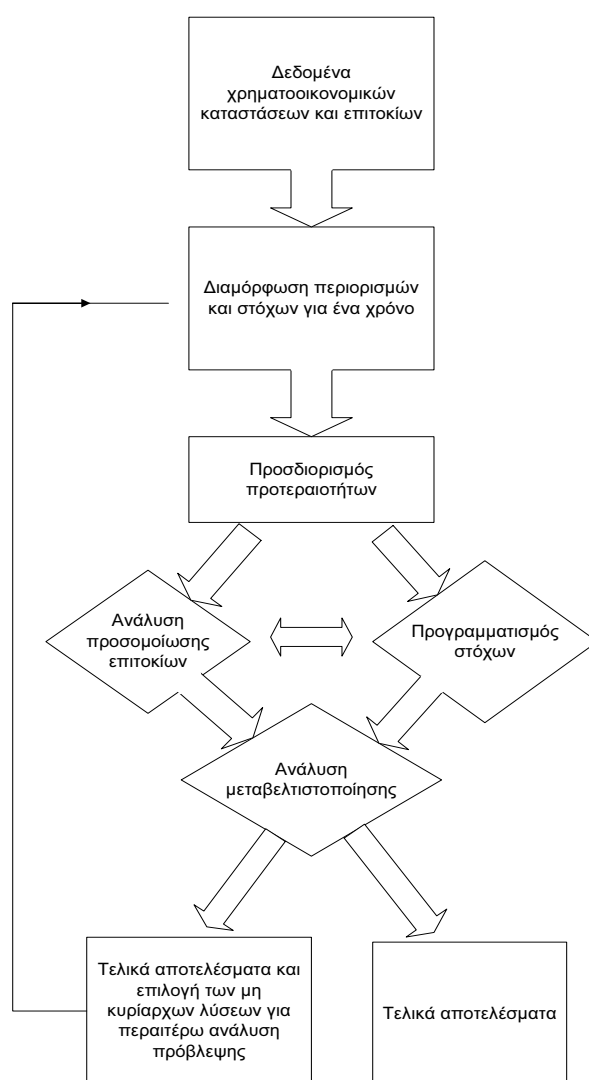 Δεδομένα
χρηματοοικονομικών
καταστάσεων και επιτοκίων
Διαμόρφωση περιορισμών
και στόχων για ένα χρόνο
Προσδιορισμός
προτεραιοτήτων
Ανάλυση
προσομοίωσης
επιτοκίων
Προγραμματισμός
στόχων
Ανάλυση
μεταβελτιστοποίησης
Τελικά αποτελέσματα και
επιλογή των μη
κυρίαρχων λύσεων για
περαιτέρω ανάλυση
πρόβλεψης
Τελικά αποτελέσματα